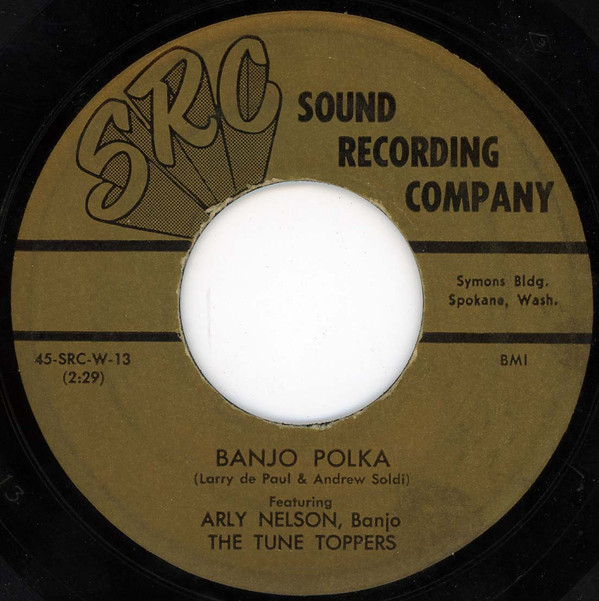 SRC
SOUND
RECORDING
COMPANY
Symons Bldg.
Spokane, Wash.
45-SRC-W-13
(2:29)
BMI
BANJO POLKA
(Larry de Paul & Andrew Soldi)
Featuring
ARLY NELSON, Banjo
THE TUNE TOPPERS
13